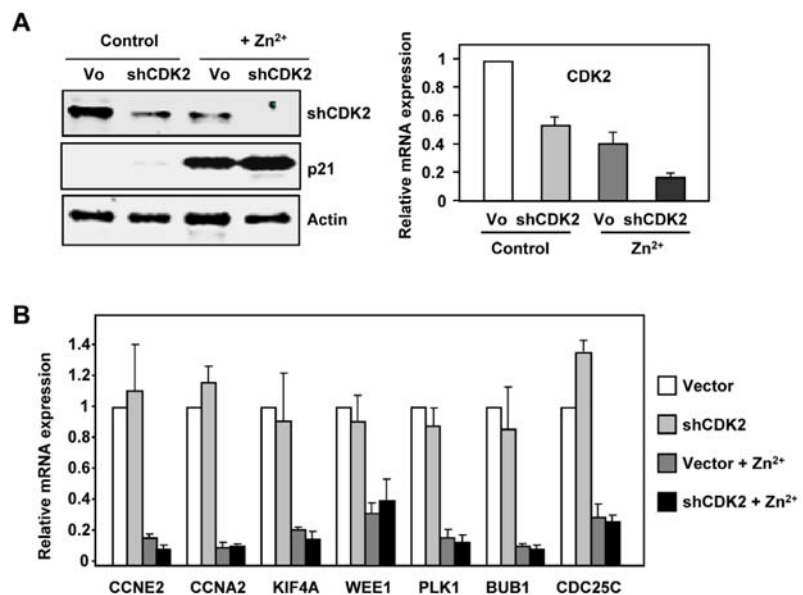 A
Control
+ Zn²⁺
Vo shCDK2 Vo shCDK2
shCDK2
p21
Actin
Relative mRNA expression
1
0.8
0.6
0.4
0.2
0
CDK2
Vo shCDK2 Vo shCDK2
Control Zn²⁺
B
Relative mRNA expression
1.4
1.2
1
0.8
0.6
0.4
0.2
0
CCNE2 CCNA2 KIF4A WEE1 PLK1 BUB1 CDC25C
Vector
shCDK2
Vector + Zn²⁺
shCDK2 + Zn²⁺